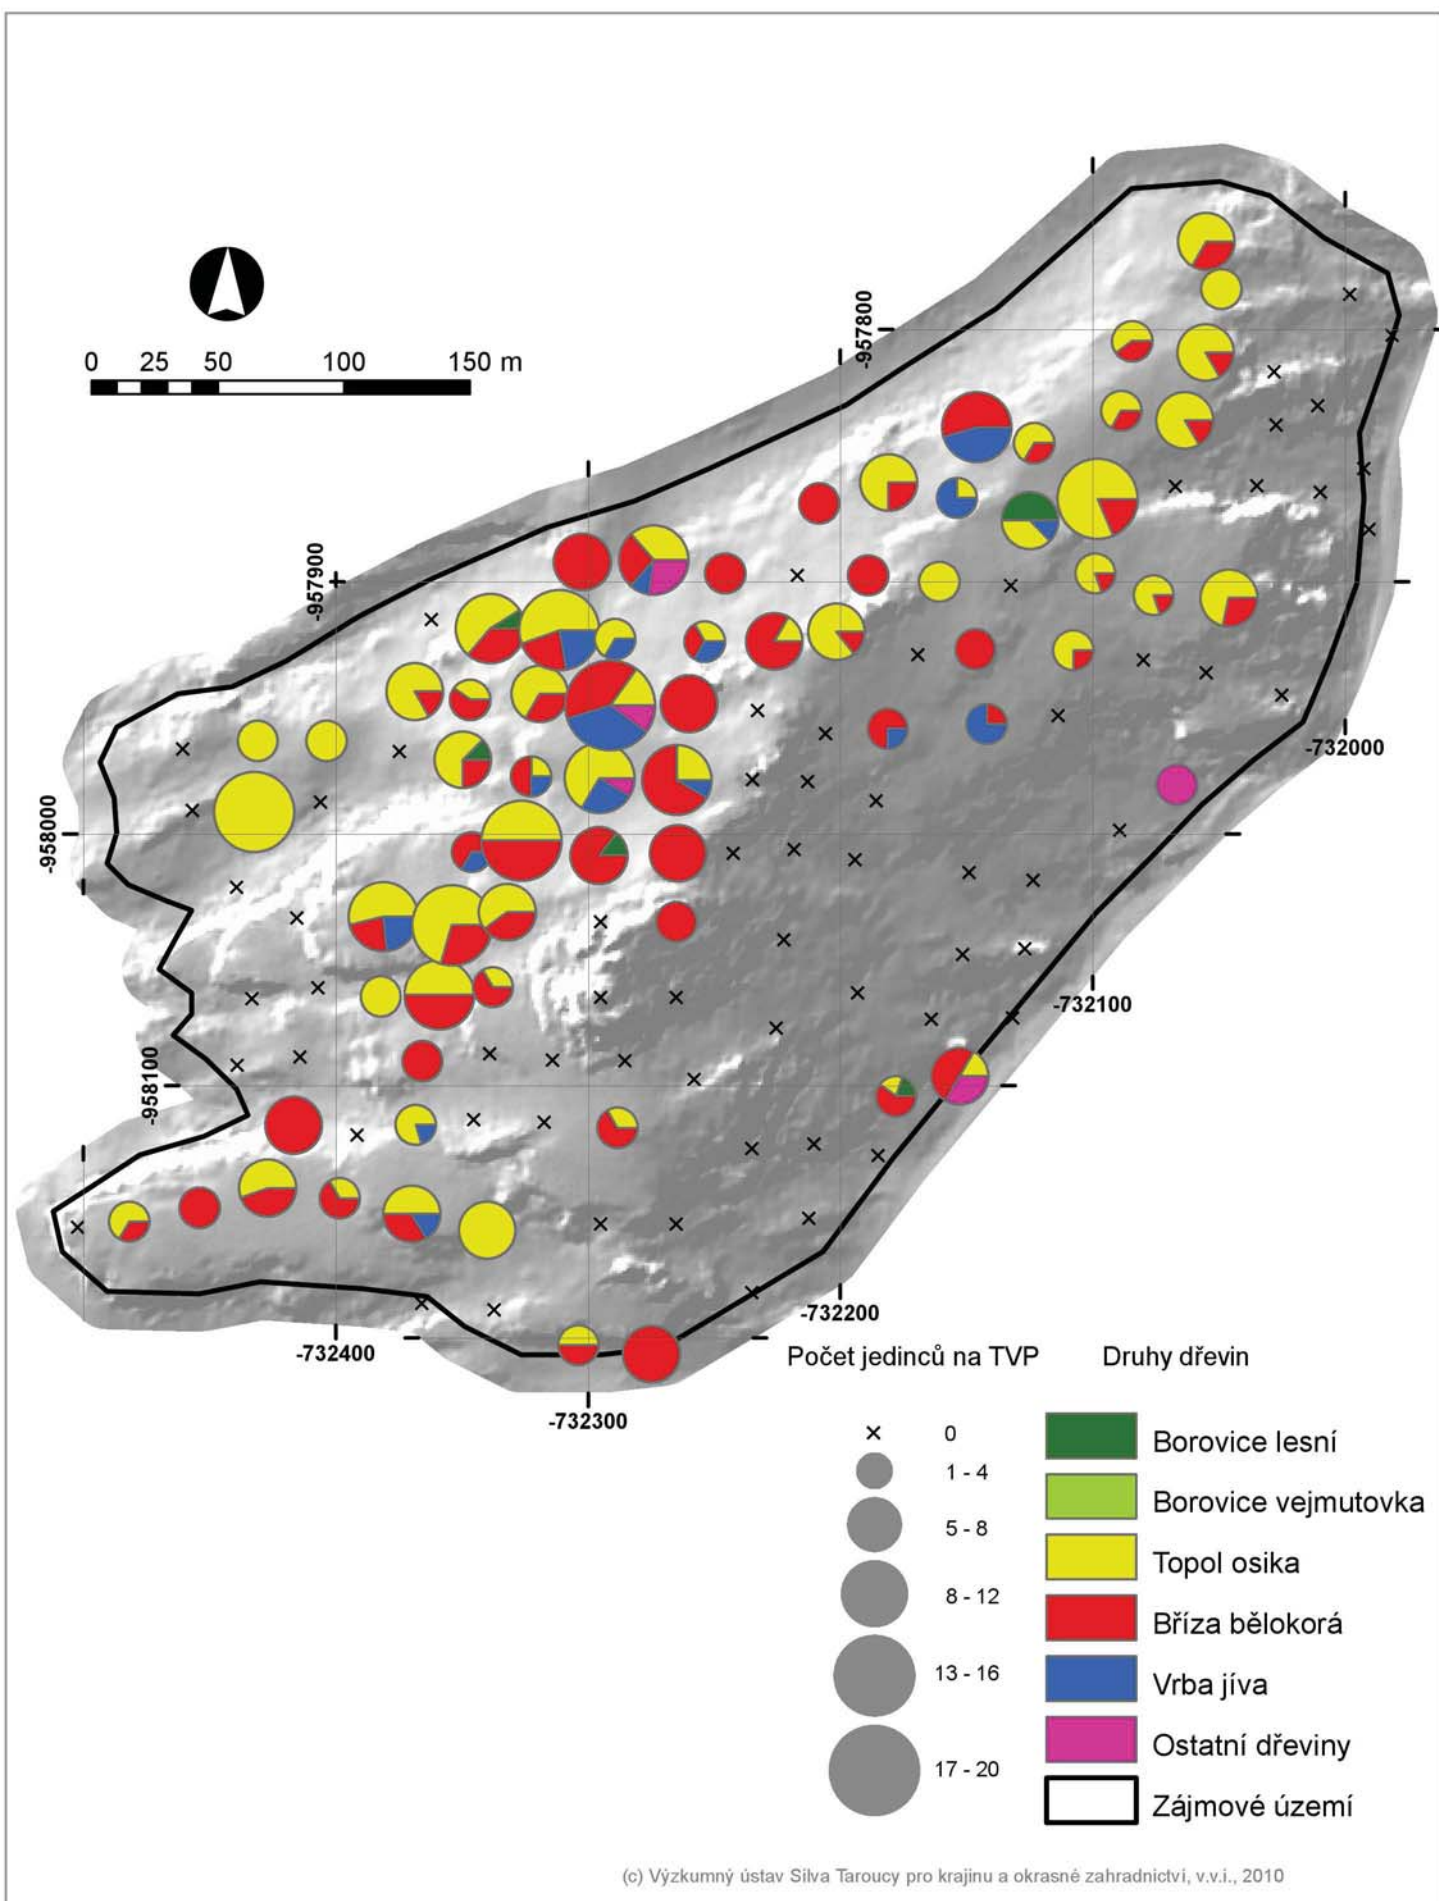 -957800
0 25 50 100 150 m
-957900
-732000
-958000
-732100
-958100
-732200
-732400
-732300
Počet jedinců na TVP
Druhy dřevin
0
1 - 4
5 - 8
8 - 12
13 - 16
17 - 20
Borovice lesní
Borovice vejmutovka
Topol osika
Bříza bělokorá
Vrba jíva
Ostatní dřeviny
Zájmové území
(c) Výzkumný ústav Silva Taroucy pro krajinu a okrasné zahradnictví, v.v.i., 2010